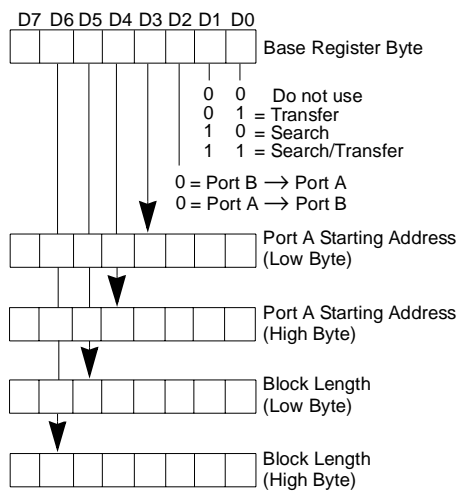 D7 D6 D5 D4 D3 D2 D1 D0
Base Register Byte
0 0 Do not use
0 1 = Transfer
1 0 = Search
1 1 = Search/Transfer
0 = Port B → Port A
0 = Port A → Port B
Port A Starting Address
(Low Byte)
Port A Starting Address
(High Byte)
Block Length
(Low Byte)
Block Length
(High Byte)